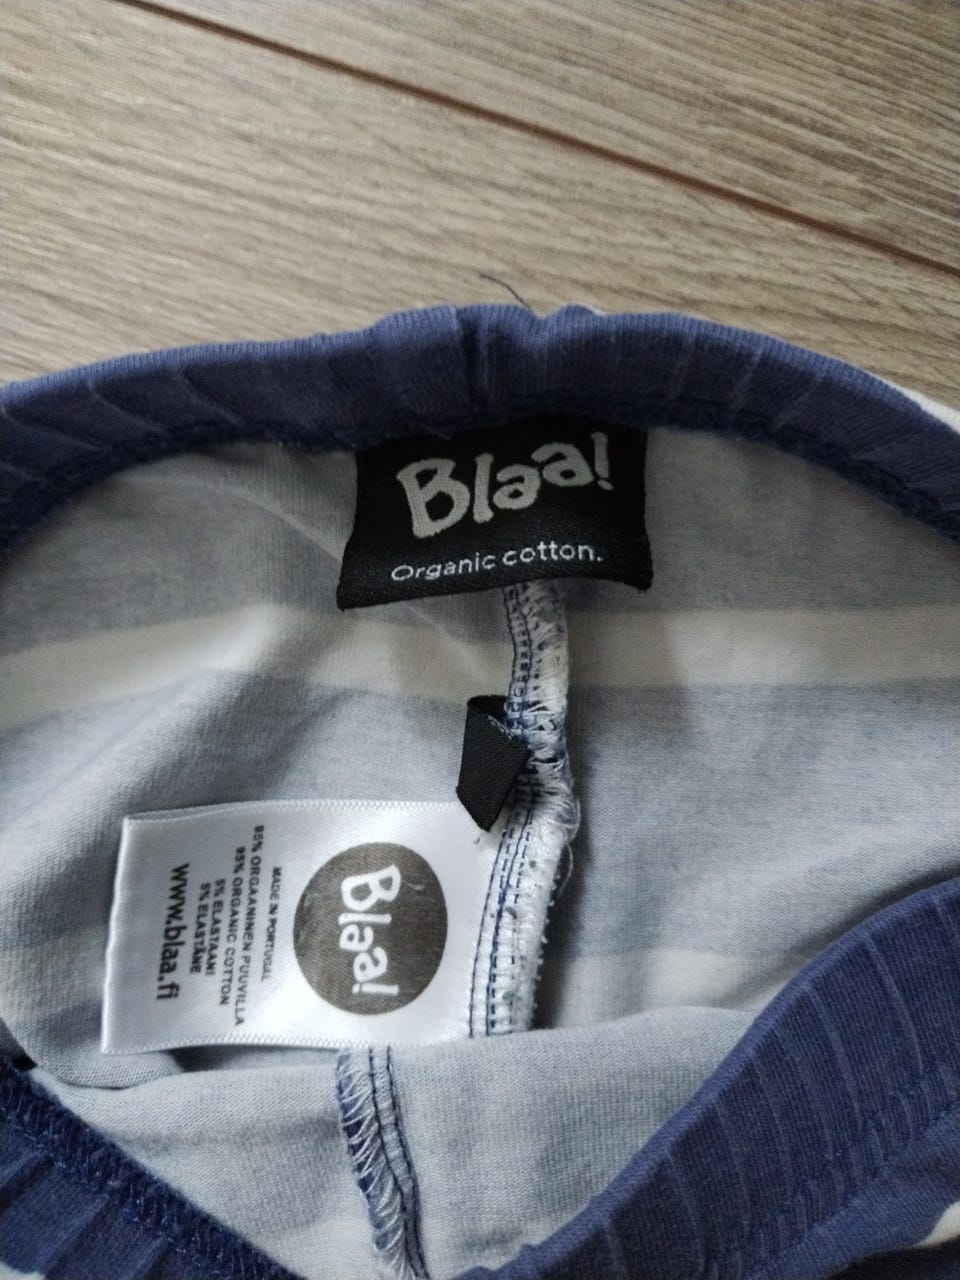 Blaa!
Organic cotton.
Blaa!
MADE IN PORTUGAL
95% ORGAANINEN PUUVILLA
95% ORGANIC COTTON
5% ELASTAANI
5% ELASTANE
www.blaa.fi